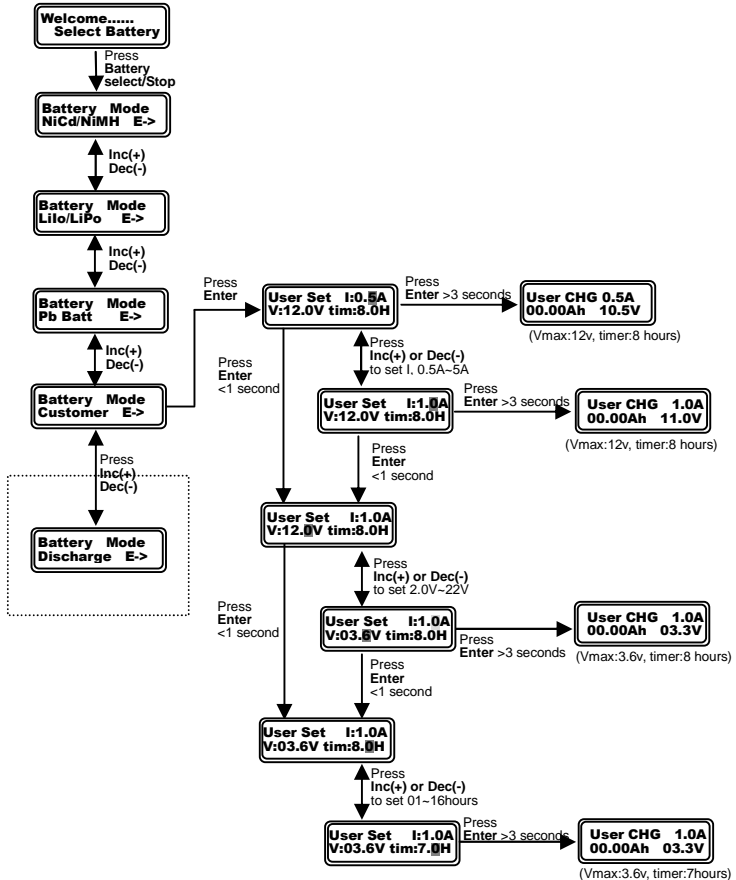 Welcome......
Select Battery
Press
Battery
select/Stop
Battery Mode
NiCd/NiMH E->
Inc(+)
Dec(-)
Battery Mode
LiIo/LiPo E->
Inc(+)
Dec(-)
Battery Mode
Pb Batt E->
Inc(+)
Dec(-)
Battery Mode
Customer E->
Press
Inc(+)
Dec(-)
Battery Mode
Discharge E->
Press
Enter
User Set I:0.5A
V:12.0V tim:8.0H
Press
Enter >3 seconds
User CHG 0.5A
00.00Ah 10.5V
(Vmax:12v, timer:8 hours)
Press
Inc(+) or Dec(-)
to set I, 0.5A~5A
Press
Enter
<1 second
User Set I:1.0A
V:12.0V tim:8.0H
Press
Enter >3 seconds
User CHG 1.0A
00.00Ah 11.0V
(Vmax:12v, timer:8 hours)
Press
Enter
<1 second
User Set I:1.0A
V:12.0V tim:8.0H
Press
Inc(+) or Dec(-)
to set 2.0V~22V
Press
Enter
<1 second
User Set I:1.0A
V:03.6V tim:8.0H
Press
Enter >3 seconds
User CHG 1.0A
00.00Ah 03.3V
(Vmax:3.6v, timer:8 hours)
Press
Enter
<1 second
User Set I:1.0A
V:03.6V tim:8.0H
Press
Inc(+) or Dec(-)
to set 01~16hours
User Set I:1.0A
V:03.6V tim:7.0H
Press
Enter >3 seconds
User CHG 1.0A
00.00Ah 03.3V
(Vmax:3.6v, timer:7hours)